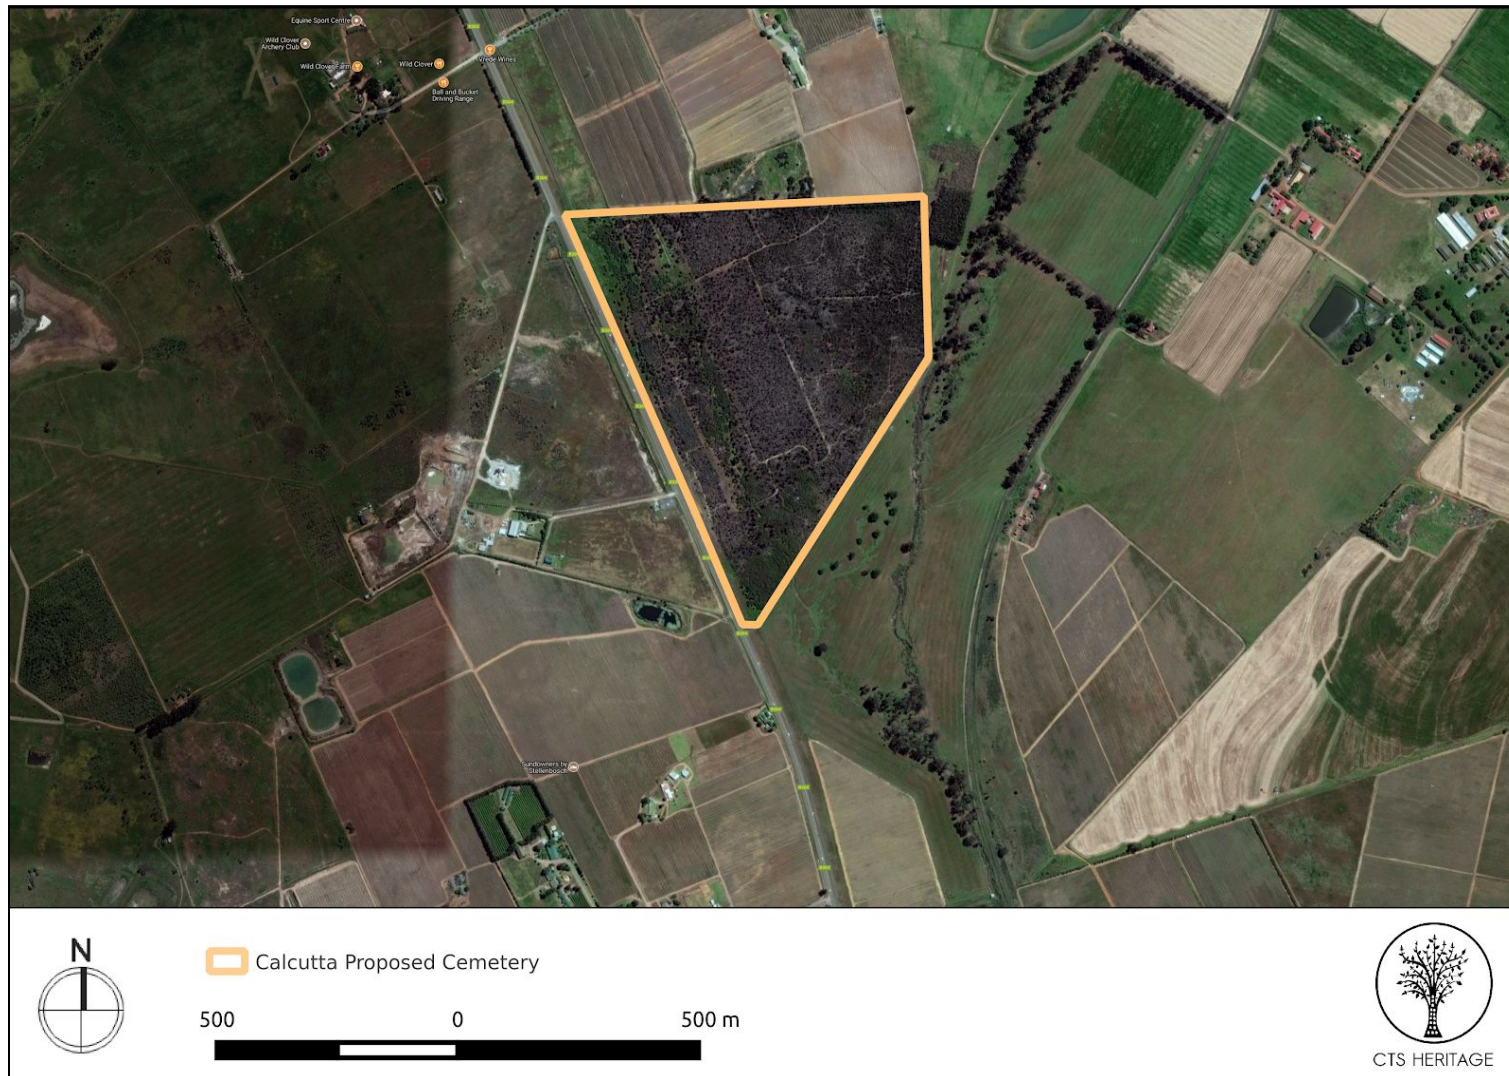 Equine Sport Centre
Wild Clover
Archery Club
Wild Clover Farm
Wild Clover
Vrede Wines
Ball and Bucket
Driving Range
Sundowners by
Stellenbosch
N
Calcutta Proposed Cemetery
500 0 500 m
CTS HERITAGE